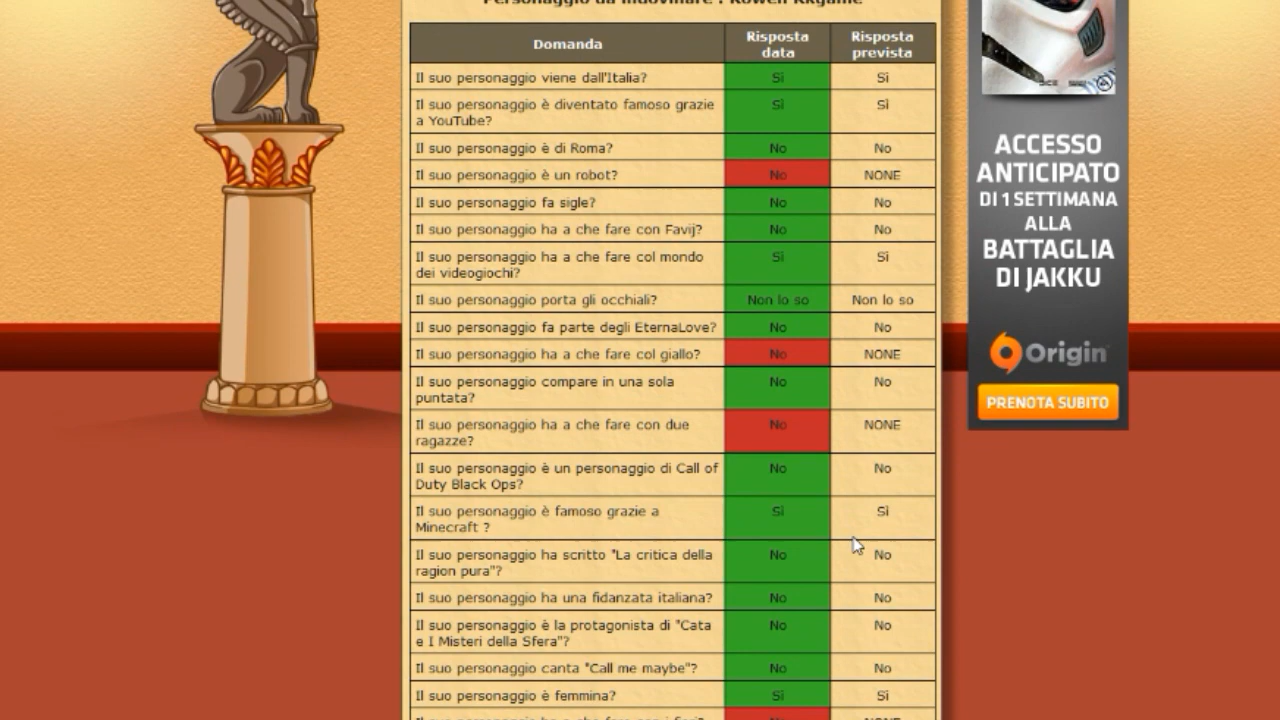 Personaggio da indovinare : Rowen Rkgame
Domanda Risposta data Risposta prevista
Il suo personaggio viene dall'Italia? Sì Sì
Il suo personaggio è diventato famoso grazie Sì Sì
a YouTube?
Il suo personaggio è di Roma? No No
Il suo personaggio è un robot? No NONE
Il suo personaggio fa sigle? No No
Il suo personaggio ha a che fare con Favij? No No
Il suo personaggio ha a che fare col mondo Sì Sì
dei videogiochi?
Il suo personaggio porta gli occhiali? Non lo so Non lo so
Il suo personaggio fa parte degli EternaLove? No No
Il suo personaggio ha a che fare col giallo? No NONE
Il suo personaggio compare in una sola No No
puntata?
Il suo personaggio ha a che fare con due No NONE
ragazze?
Il suo personaggio è un personaggio di Call of No No
Duty Black Ops?
Il suo personaggio è famoso grazie a Sì Sì
Minecraft ?
Il suo personaggio ha scritto "La critica della No No
ragion pura"?
Il suo personaggio ha una fidanzata italiana? No No
Il suo personaggio è la protagonista di "Cata No No
e I Misteri della Sfera"?
Il suo personaggio canta "Call me maybe"? No No
Il suo personaggio è femmina? Sì Sì
ACCESSO
ANTICIPATO
DI 1 SETTIMANA
ALLA
BATTAGLIA
DI JAKKU
Origin
PRENOTA SUBITO